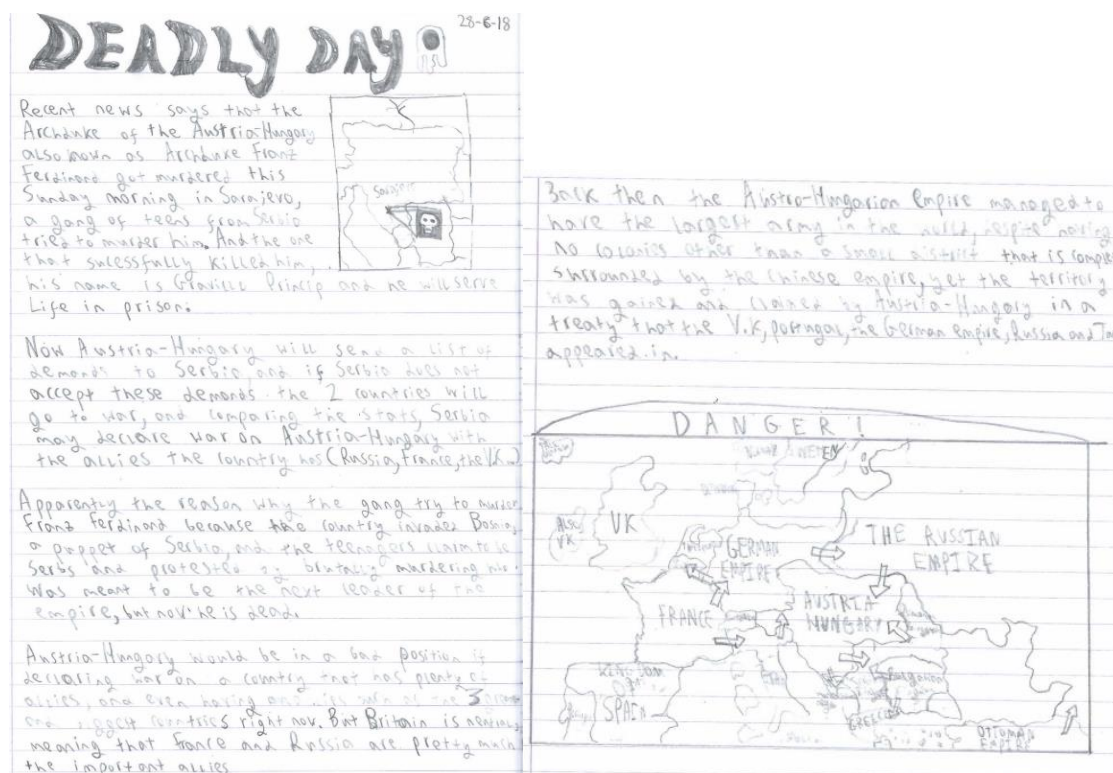 28-6-18
DEADLY DAY
Recent news says that the
Archduke of the Austria-Hungary
also known as Archduke Franz
Ferdinand got murdered this
Sunday morning in Sarajevo,
a gang of teens from Serbia
tried to murder him. And the one
that sucessfully killed him,
his name is Gravillo Princip and he will serve
Life in prison.
Sarajevo
Now Austria-Hungary will send a list of
demands to Serbia, and if Serbia does not
accept these demands the 2 countries will
go to war, and comparing the stats, Serbia
may declare war on Austria-Hungary with
the allies the country has (Russia, France, the U.K...)
Apparently the reason why the gang try to murder
Franz Ferdinand because the country invaded Bosnia,
a puppet of Serbia, and the teenagers claim to be
Serbs and protested by brutally murdering
was meant to be the next leader of the
empire, but now he is dead.
Austria-Hungary would be in a bad position if
declaring war on a country that has plenty of
allies, and even having 3
biggest countries right now. But Britain is
meaning that France and Russia are pretty much
the important allies
Back then the Austro-Hungarian empire managed to
have the largest army in the world, despite having
no colonies other than a small district that is
surrounded by the Chinese empire, yet the territory
was gained and claimed by Austria-Hungary in a
treaty that the U.K, portugal, the German empire, Russia and
appeared in.
DANGER!
ALSO UK
UK
GERMAN EMPIRE
THE RUSSIAN EMPIRE
FRANCE
AUSTRIA HUNGARY
KINGDOM OF SPAIN
GREECE
OTTOMAN EMPIRE